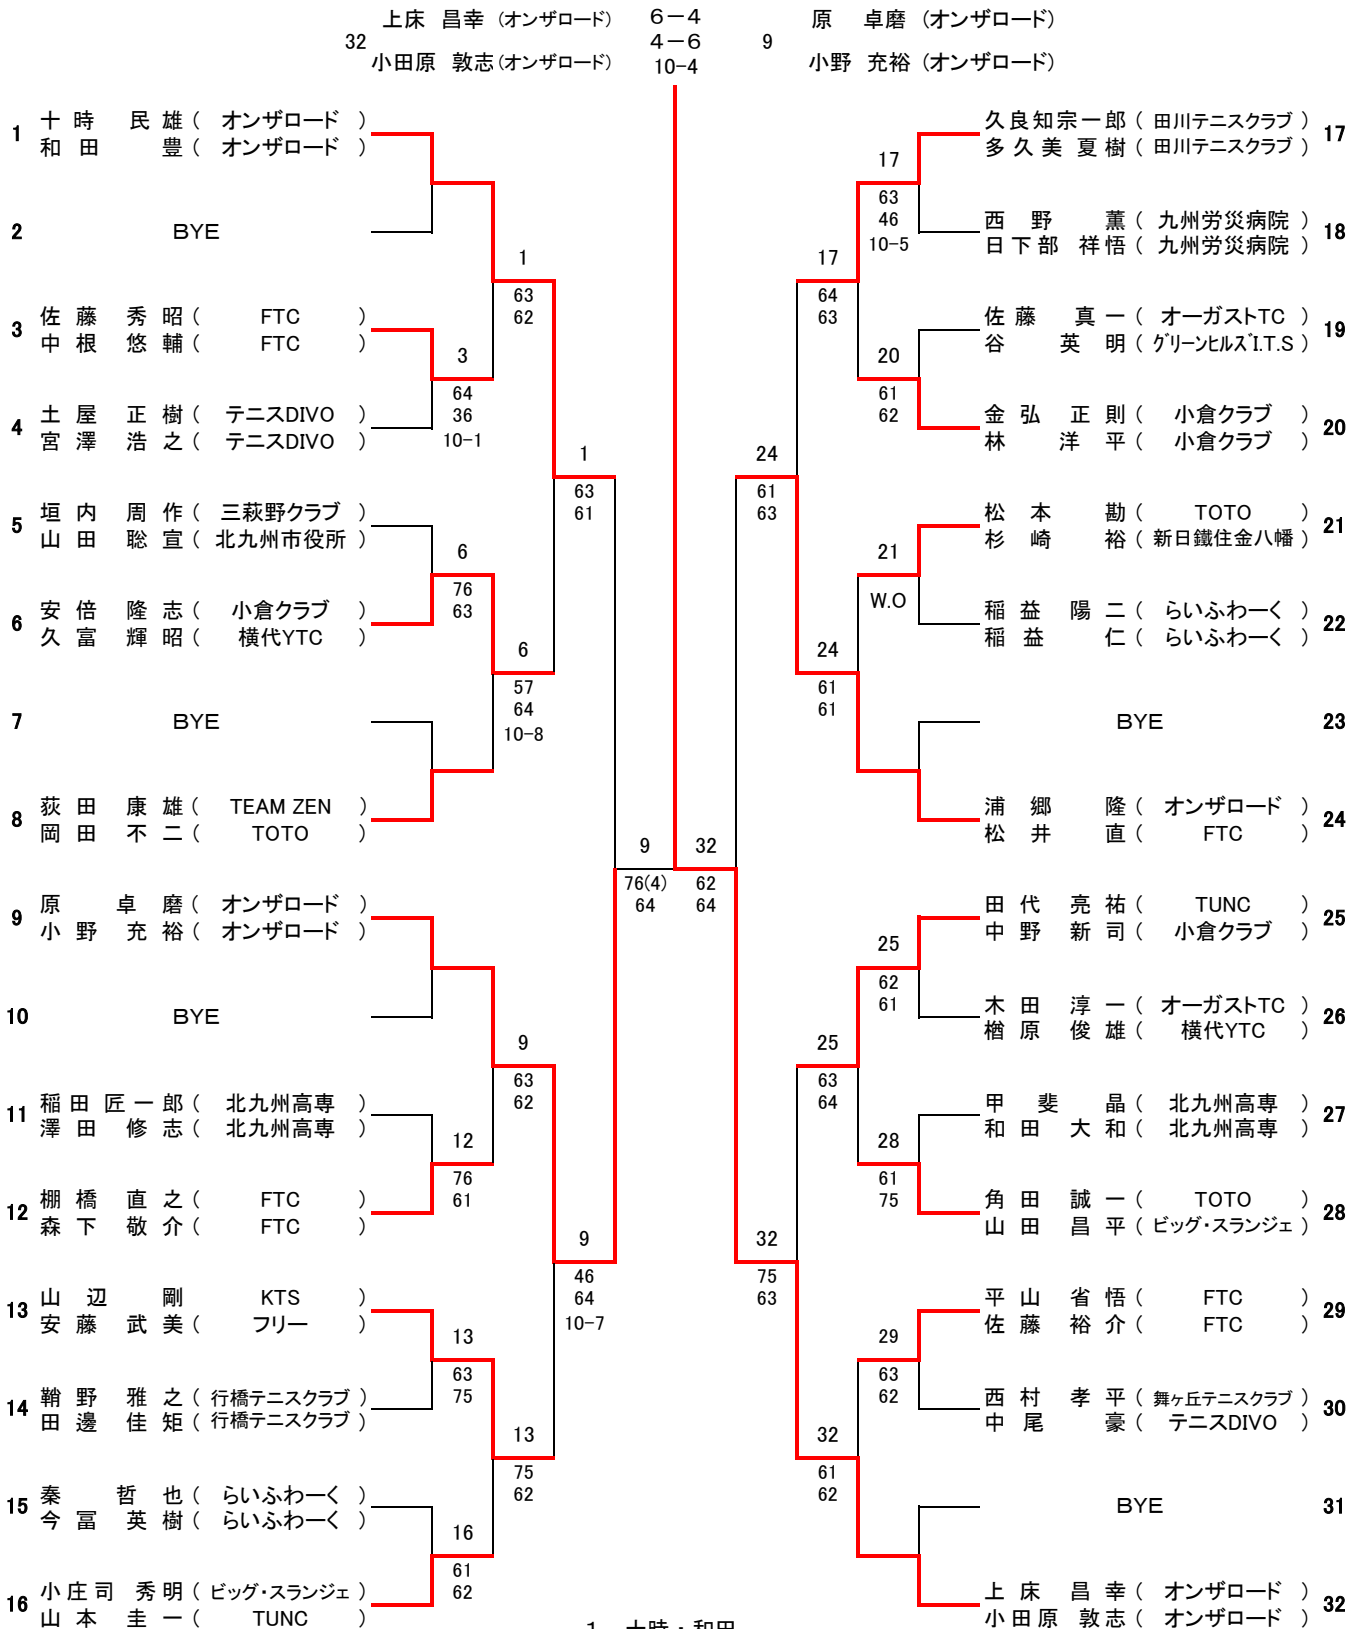 上床 昌幸 (オンザロード) 6-4 原 卓磨 (オンザロード)
32 4-6 9
小田原 敦志 (オンザロード) 10-4 小野 充裕 (オンザロード)
1 十時 民雄 ( オンザロード )
和田 豊 ( オンザロード )
2 BYE
3 佐藤 秀昭 ( FTC )
中根 悠輔 ( FTC )
4 土屋 正樹 ( テニスDIVO )
宮澤 浩之 ( テニスDIVO )
5 垣内 周作 ( 三萩野クラブ )
山田 聡宣 ( 北九州市役所 )
6 安倍 隆志 ( 小倉クラブ )
久富 輝昭 ( 横代YTC )
7 BYE
8 荻田 康雄 ( TEAM ZEN )
岡田 不二 ( TOTO )
9 原 卓磨 ( オンザロード )
小野 充裕 ( オンザロード )
10 BYE
11 稲田 匠一郎 ( 北九州高専 )
澤田 修志 ( 北九州高専 )
12 棚橋 直之 ( FTC )
森下 敬介 ( FTC )
13 山辺 剛 KTS )
安藤 武美 ( フリー )
14 鞘野 雅之 ( 行橋テニスクラブ )
田邊 佳矩 ( 行橋テニスクラブ )
15 秦 哲也 ( らいふわーく )
今冨 英樹 ( らいふわーく )
16 小庄司 秀明 ( ビッグ・スランジェ )
山本 圭一 ( TUNC )
3
64
36
10-1
6
76
63
12
76
61
13
63
75
16
61
62
1
63
62
6
57
64
10-8
9
63
62
13
75
62
1
63
61
9
46
64
10-7
9
76(4)
64
32
62
64
24
61
63
32
75
63
17
64
63
24
61
61
25
63
64
32
61
62
17
63
46
10-5
20
61
62
21
W.O
25
62
61
28
61
75
29
63
62
久良知宗一郎 ( 田川テニスクラブ ) 17
多久美 夏樹 ( 田川テニスクラブ )
西野 薫 ( 九州労災病院 ) 18
日下部 祥悟 ( 九州労災病院 )
佐藤 真一 ( オーガストTC ) 19
谷 英明 ( グリーンヒルズI.T.S )
金弘 正則 ( 小倉クラブ ) 20
林 洋平 ( 小倉クラブ )
松本 勘 ( TOTO ) 21
杉崎 裕 ( 新日鐵住金八幡 )
稲益 陽二 ( らいふわーく ) 22
稲益 仁 ( らいふわーく )
BYE 23
浦郷 隆 ( オンザロード ) 24
松井 直 ( FTC )
田代 亮祐 ( TUNC ) 25
中野 新司 ( 小倉クラブ )
木田 淳一 ( オーガストTC ) 26
楢原 俊雄 ( 横代YTC )
甲斐 晶 ( 北九州高専 ) 27
和田 大和 ( 北九州高専 )
角田 誠一 ( TOTO ) 28
山田 昌平 ( ビッグ・スランジェ )
平山 省悟 ( FTC ) 29
佐藤 裕介 ( FTC )
西村 孝平 ( 舞ヶ丘テニスクラブ ) 30
中尾 豪 ( テニスDIVO )
BYE 31
上床 昌幸 ( オンザロード ) 32
小田原 敦志 ( オンザロード )
1 十時・和田